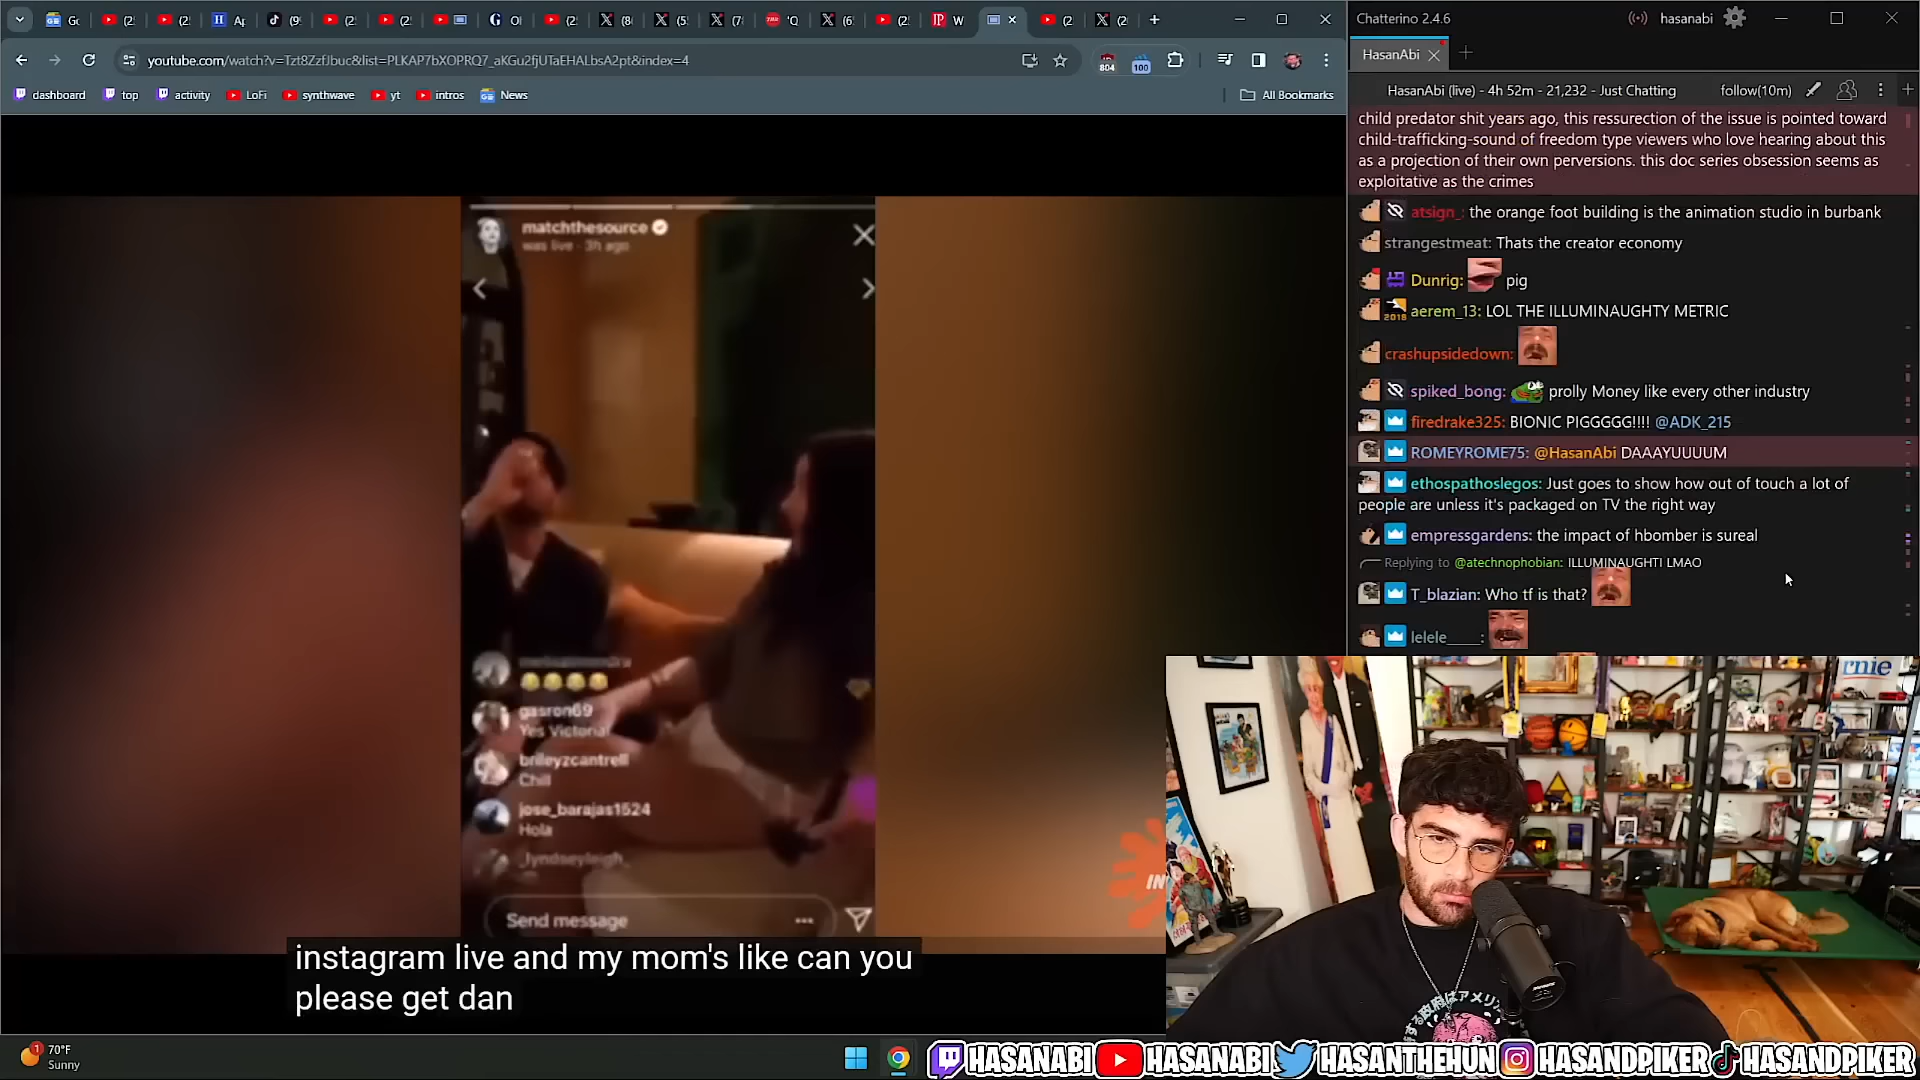 youtube.com/watch?v=Tzt8ZzfJbuc&list=PLKAP7bXOPRQ7_aKGu2fjUTaEHALbsA2pt&index=4
804
100
dashboard
top
activity
LoFi
synthwave
yt
intros
News
All Bookmarks
matchthesource
was live · 3h ago
gasron69
Yes Victoria!
brileyzcantrell
Chill
jose_barajas1524
Hola
_lyndseyleigh_
Send message
instagram live and my mom's like can you
please get dan
Chatterino 2.4.6
hasanabi
HasanAbi
HasanAbi (live) - 4h 52m - 21,232 - Just Chatting
follow(10m)
child predator shit years ago, this ressurection of the issue is pointed toward
child-trafficking-sound of freedom type viewers who love hearing about this
as a projection of their own perversions. this doc series obsession seems as
exploitative as the crimes
atsign_: the orange foot building is the animation studio in burbank
strangestmeat: Thats the creator economy
Dunrig: pig
2018 aerem_13: LOL THE ILLUMINAUGHTY METRIC
crashupsidedown:
spiked_bong: prolly Money like every other industry
firedrake325: BIONIC PIGGGGG!!!! @ADK_215
ROMEYROME75: @HasanAbi DAAAYUUUUM
ethospathoslegos: Just goes to show how out of touch a lot of
people are unless it's packaged on TV the right way
empressgardens: the impact of hbomber is sureal
Replying to @atechnophobian: ILLUMINAUGHTI LMAO
T_blazian: Who tf is that?
lelele____:
rnie
1
70°F
Sunny
HASANABI HASANABI HASANTHEHUN HASANDPIKER HASANDPIKER